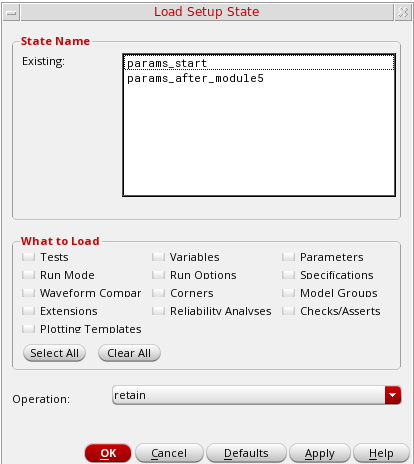 Load Setup State
State Name
Existing:
params_start
params_after_module5
What to Load
Tests Variables Parameters
Run Mode Run Options Specifications
Waveform Compar Corners Model Groups
Extensions Reliability Analyses Checks/Asserts
Plotting Templates
Select All Clear All
Operation: retain
OK Cancel Defaults Apply Help